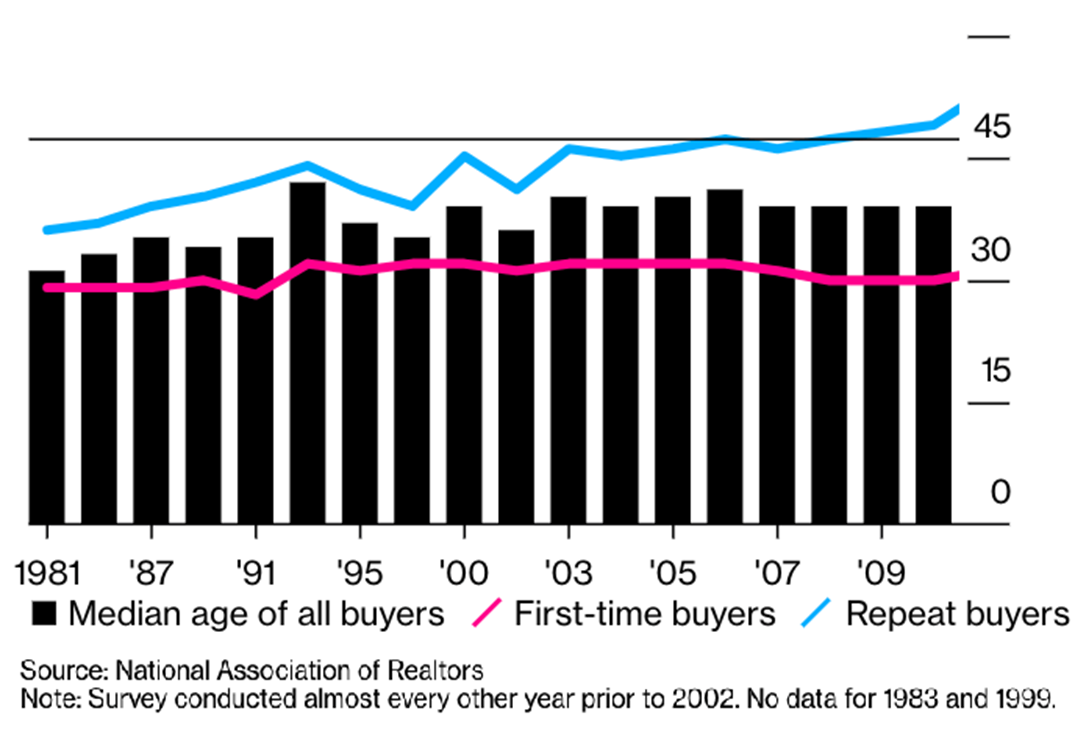 45
30
15
0
1981 '87 '91 '95 '00 '03 '05 '07 '09
Median age of all buyers First-time buyers Repeat buyers
Source: National Association of Realtors
Note: Survey conducted almost every other year prior to 2002. No data for 1983 and 1999.